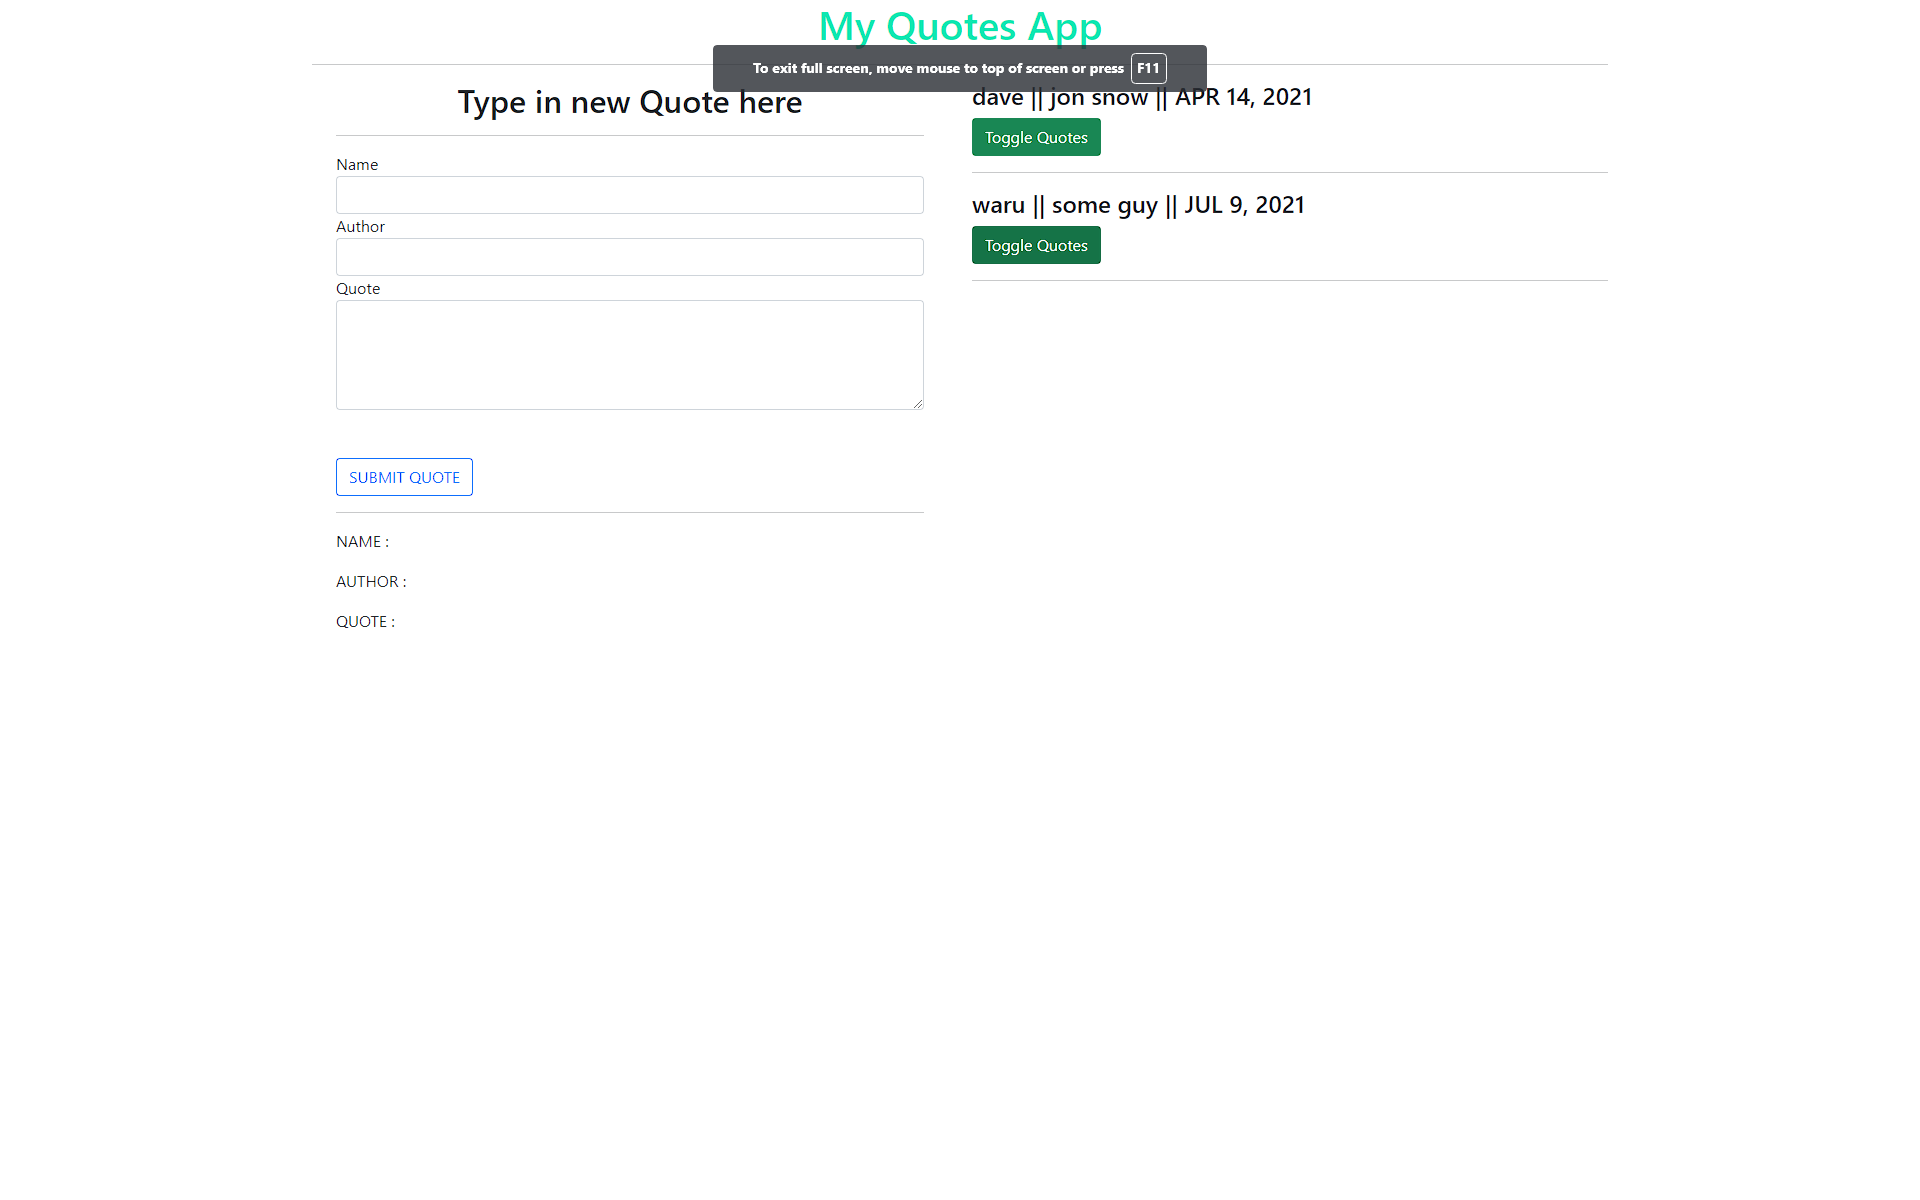 My Quotes App
To exit full screen, move mouse to top of screen or press F11
Type in new Quote here
Name
Author
Quote
SUBMIT QUOTE
NAME :
AUTHOR :
QUOTE :
dave || jon snow || APR 14, 2021
Toggle Quotes
waru || some guy || JUL 9, 2021
Toggle Quotes